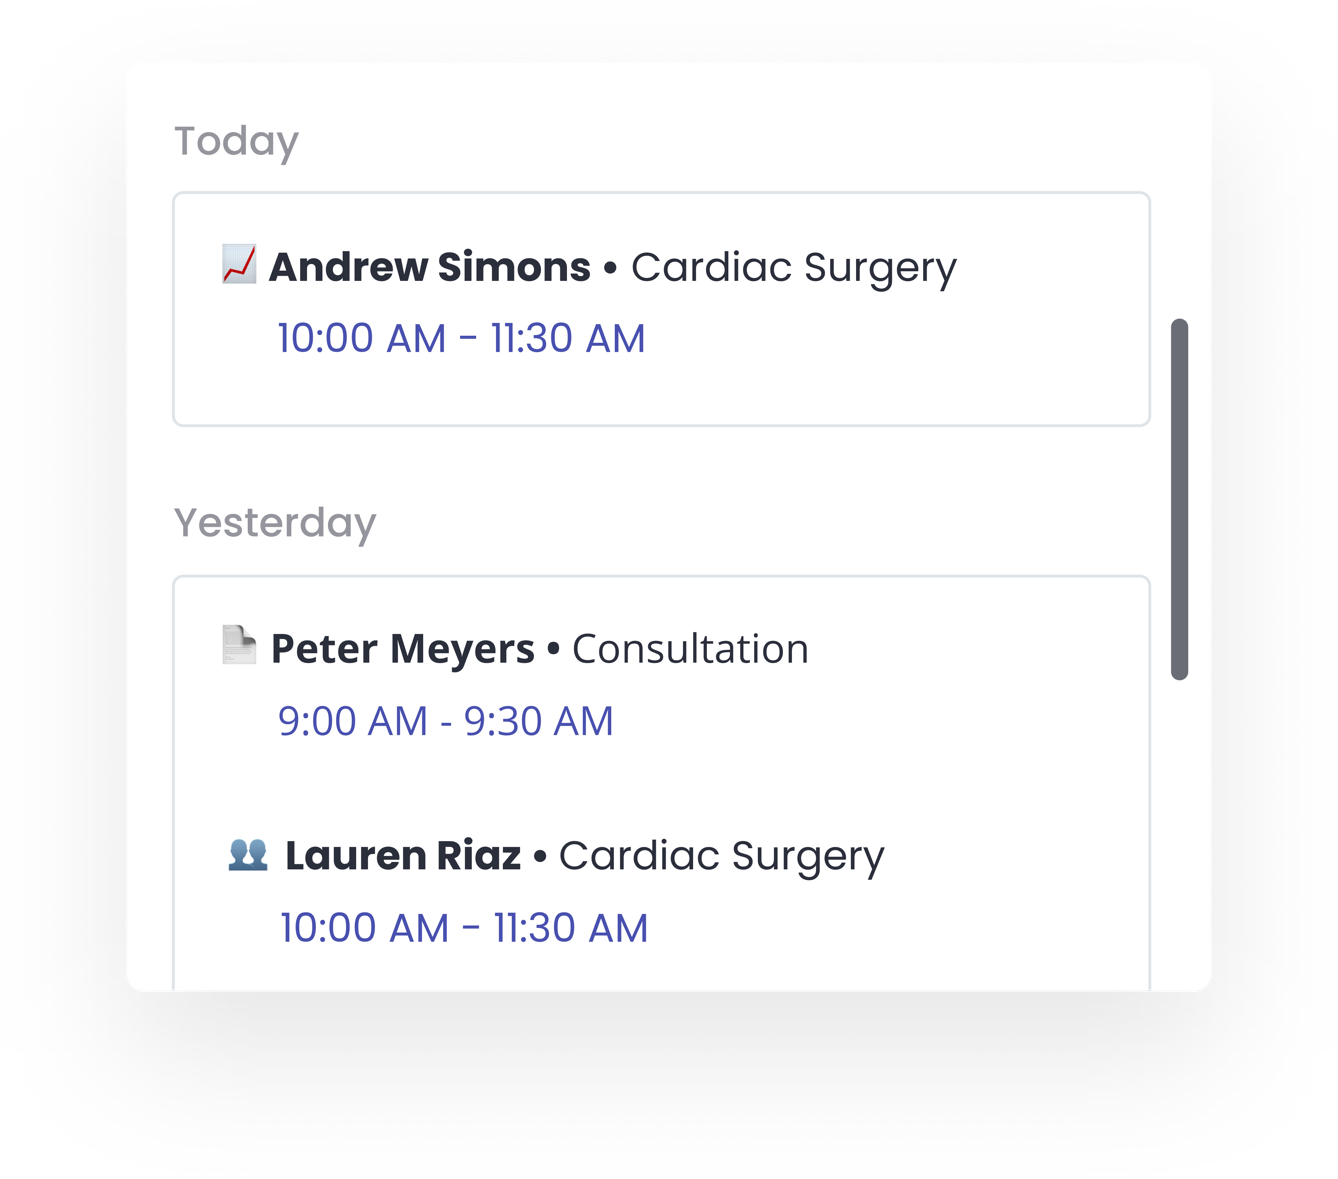 Today
Andrew Simons • Cardiac Surgery
10:00 AM - 11:30 AM
Yesterday
Peter Meyers • Consultation
9:00 AM - 9:30 AM
Lauren Riaz • Cardiac Surgery
10:00 AM - 11:30 AM